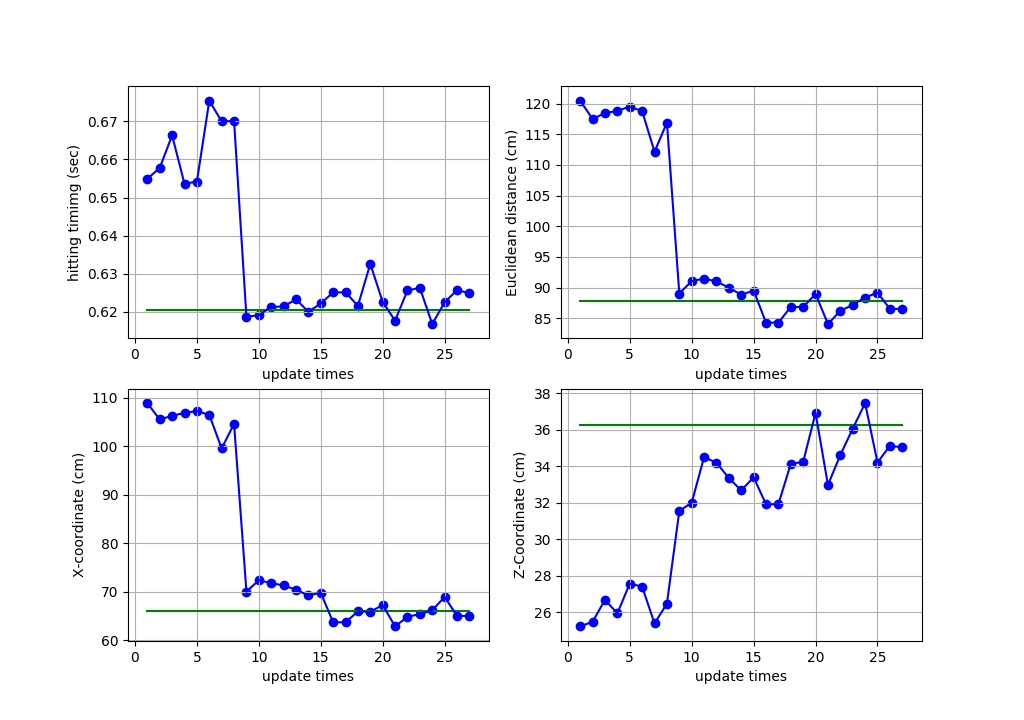 hitting timimg (sec)
0.67
0.66
0.65
0.64
0.63
0.62
0 5 10 15 20 25
update times
Euclidean distance (cm)
120
115
110
105
100
95
90
85
0 5 10 15 20 25
update times
X-coordinate (cm)
110
100
90
80
70
60
0 5 10 15 20 25
update times
Z-Coordinate (cm)
38
36
34
32
30
28
26
0 5 10 15 20 25
update times